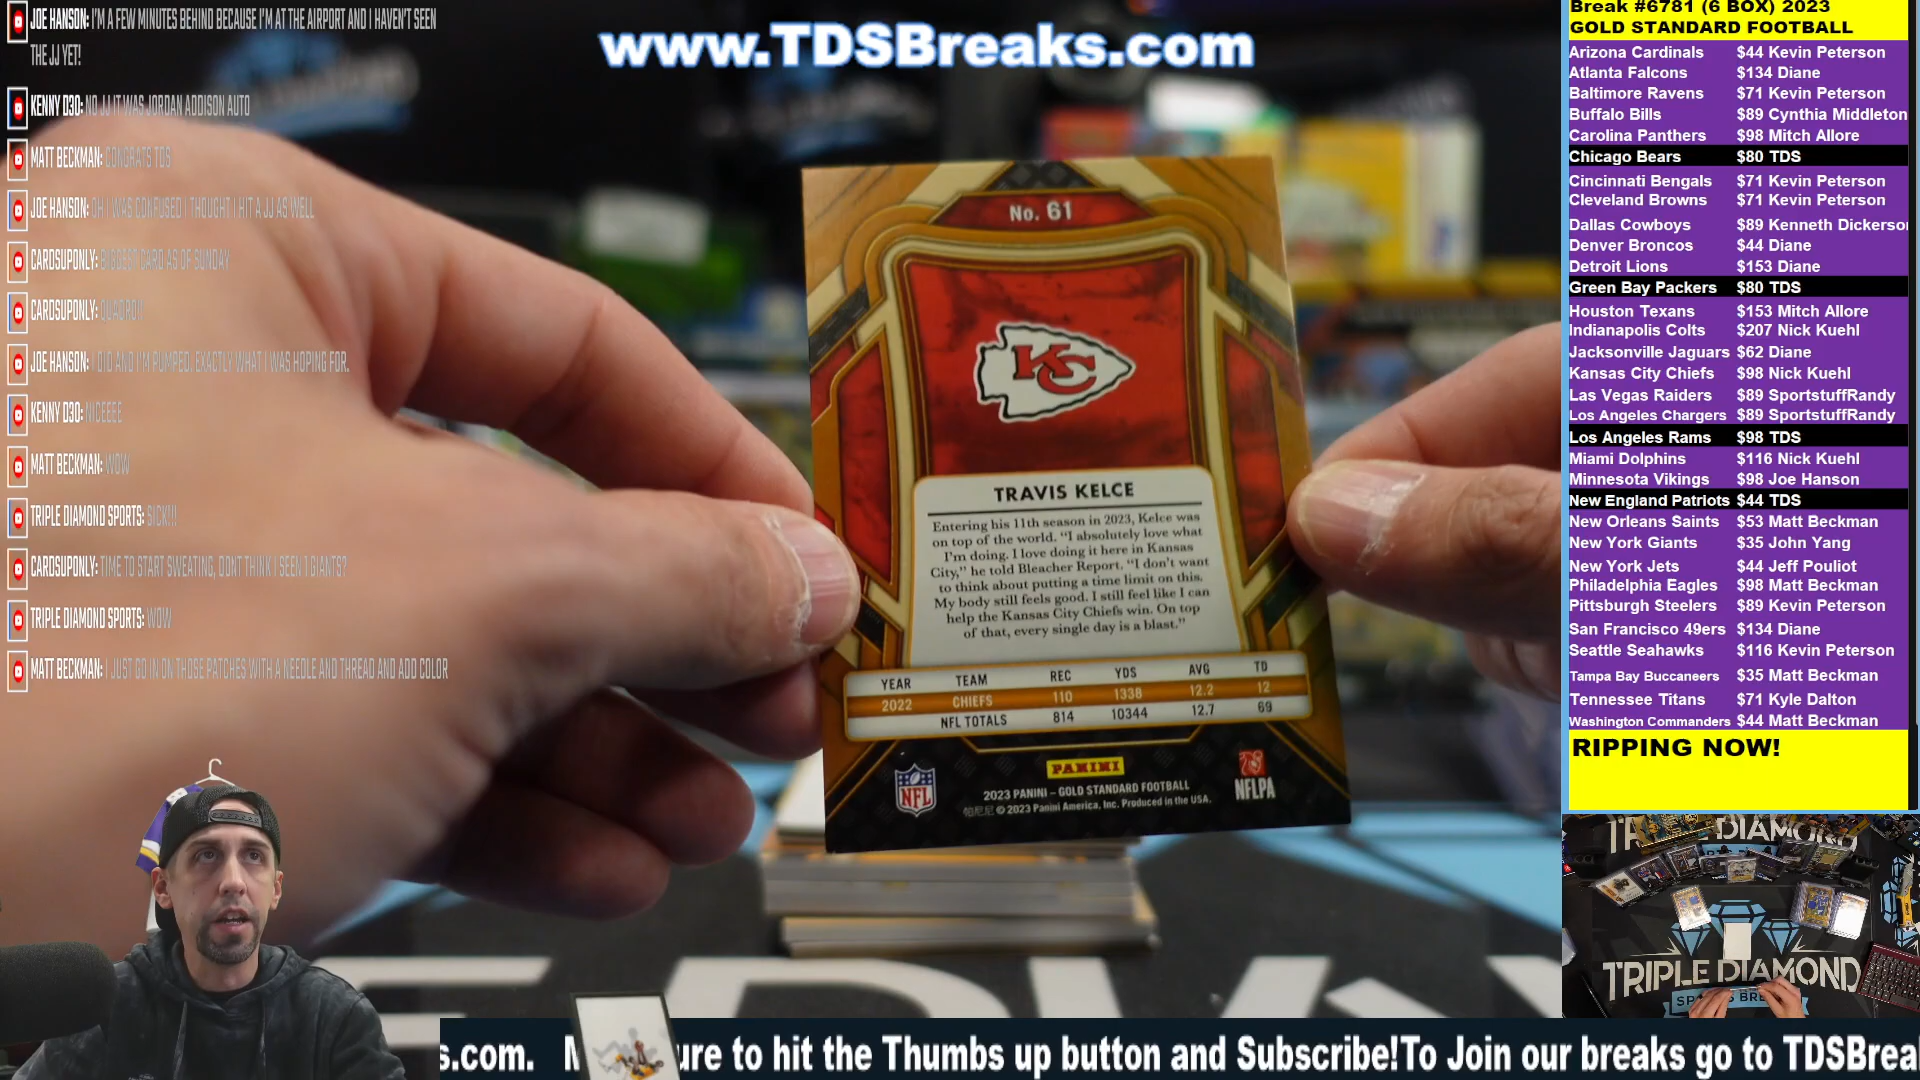 JOE HANSON: I'M A FEW MINUTES BEHIND BECAUSE I'M AT THE AIRPORT AND I HAVEN'T SEEN
THE JJ YET!
KENNY D30: NO JJ IT WAS JORDAN ADDISON AUTO
MATT BECKMAN: CONGRATS TDS
JOE HANSON: OH I WAS CONFUSED I THOUGHT I HIT A JJ AS WELL
CARDSUPONLY: BIGGEST CARD AS OF SUNDAY
CARDSUPONLY: QUADRO!!
JOE HANSON: I DID AND I'M PUMPED. EXACTLY WHAT I WAS HOPING FOR.
KENNY D30: NICEEEE
MATT BECKMAN: WOW
TRIPLE DIAMOND SPORTS: SICK!!!
CARDSUPONLY: TIME TO START SWEATING, DONT THINK I SEEN 1 GIANTS?
TRIPLE DIAMOND SPORTS: WOW
MATT BECKMAN: I JUST GO IN ON THOSE PATCHES WITH A NEEDLE AND THREAD AND ADD COLOR
www.TDSBreaks.com
No. 61
KC
TRAVIS KELCE
Entering his 11th season in 2023, Kelce was
on top of the world. “I absolutely love what
I'm doing. I love doing it here in Kansas
City,” he told Bleacher Report. “I don't want
to think about putting a time limit on this.
My body still feels good. I still feel like I can
help the Kansas City Chiefs win. On top
of that, every single day is a blast.”
YEAR TEAM REC YDS AVG TD
2022 CHIEFS 110 1338 12.2 12
NFL TOTALS 814 10344 12.7 69
NFL
PANINI
NFLPA
2023 PANINI – GOLD STANDARD FOOTBALL
帕尼尼 © 2023 Panini America, Inc. Produced in the USA.
Break #6781 (6 BOX) 2023
GOLD STANDARD FOOTBALL
Arizona Cardinals $44 Kevin Peterson
Atlanta Falcons $134 Diane
Baltimore Ravens $71 Kevin Peterson
Buffalo Bills $89 Cynthia Middleton
Carolina Panthers $98 Mitch Allore
Chicago Bears $80 TDS
Cincinnati Bengals $71 Kevin Peterson
Cleveland Browns $71 Kevin Peterson
Dallas Cowboys $89 Kenneth Dickerso
Denver Broncos $44 Diane
Detroit Lions $153 Diane
Green Bay Packers $80 TDS
Houston Texans $153 Mitch Allore
Indianapolis Colts $207 Nick Kuehl
Jacksonville Jaguars $62 Diane
Kansas City Chiefs $98 Nick Kuehl
Las Vegas Raiders $89 SportstuffRandy
Los Angeles Chargers $89 SportstuffRandy
Los Angeles Rams $98 TDS
Miami Dolphins $116 Nick Kuehl
Minnesota Vikings $98 Joe Hanson
New England Patriots $44 TDS
New Orleans Saints $53 Matt Beckman
New York Giants $35 John Yang
New York Jets $44 Jeff Pouliot
Philadelphia Eagles $98 Matt Beckman
Pittsburgh Steelers $89 Kevin Peterson
San Francisco 49ers $134 Diane
Seattle Seahawks $116 Kevin Peterson
Tampa Bay Buccaneers $35 Matt Beckman
Tennessee Titans $71 Kyle Dalton
Washington Commanders $44 Matt Beckman
RIPPING NOW!
TRIPLE DIAMOND
TRIPLE DIAMOND
s.com. M ure to hit the Thumbs up button and Subscribe!To Join our breaks go to TDSBrea